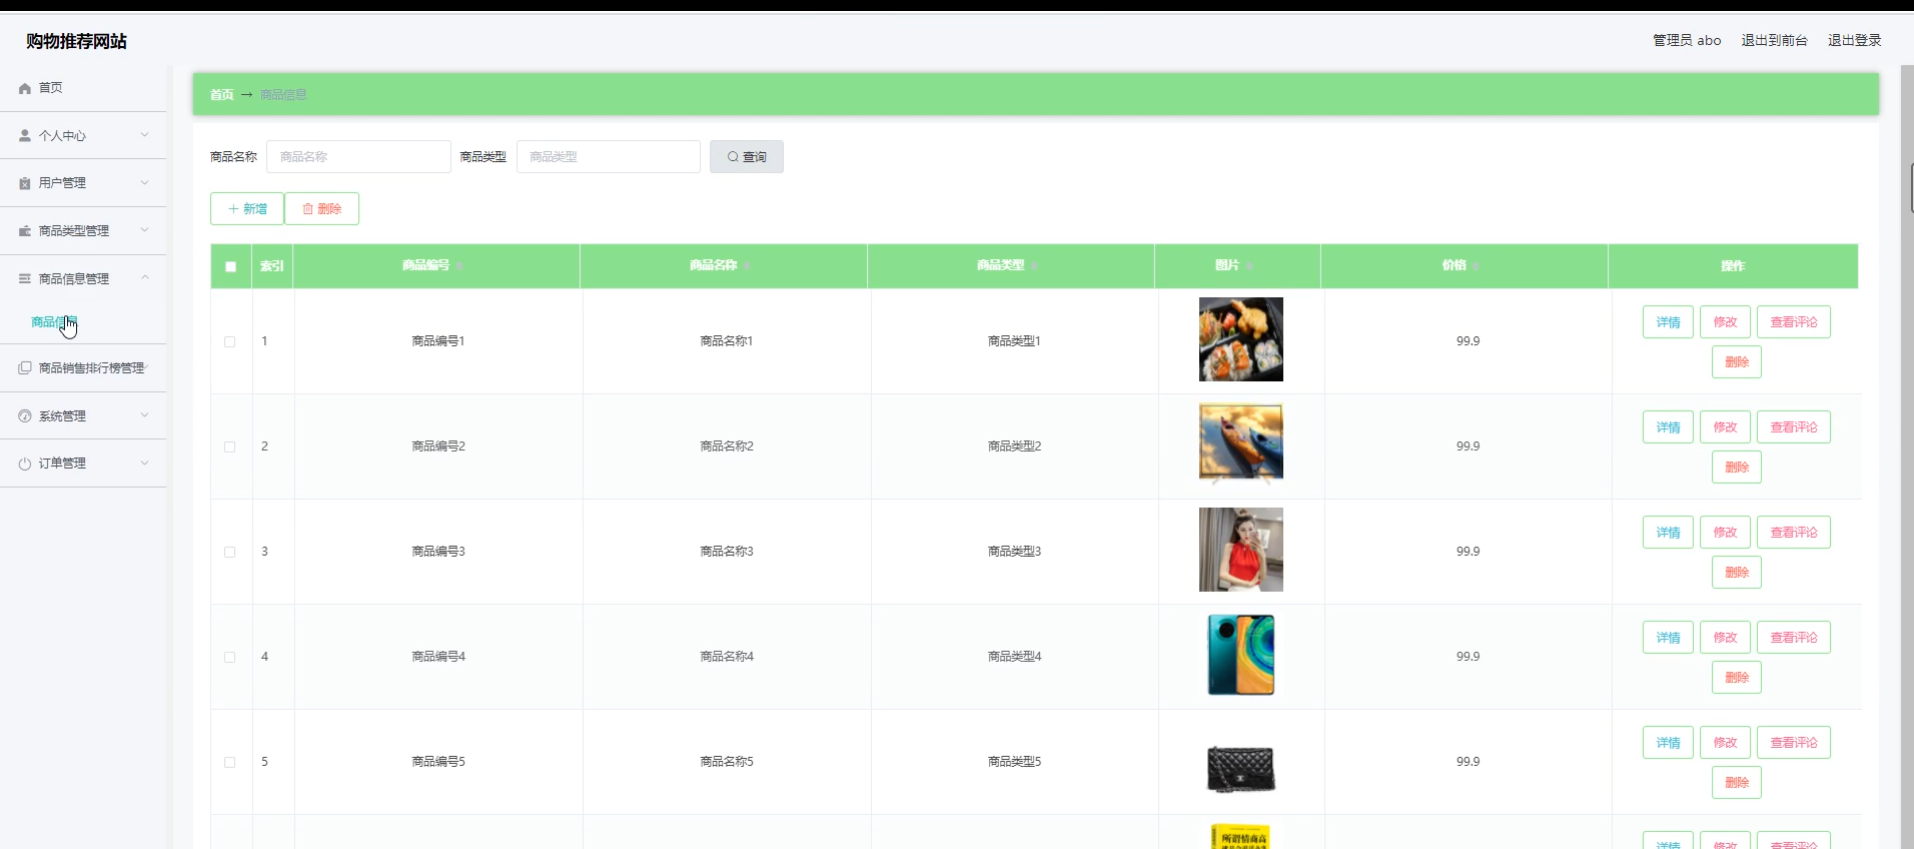 购物推荐网站
管理员 abo 退出到前台 退出登录
首页
个人中心
用户管理
商品类型管理
商品信息管理
商品信息
商品销售排行榜管理
系统管理
订单管理
首页 → 商品信息
商品名称 商品名称 商品类型 商品类型 查询
新增 删除
索引 商品编号 商品名称 商品类型 图片 价格 操作
1 商品编号1 商品名称1 商品类型1 99.9 详情 修改 查看评论
删除
2 商品编号2 商品名称2 商品类型2 99.9 详情 修改 查看评论
删除
3 商品编号3 商品名称3 商品类型3 99.9 详情 修改 查看评论
删除
4 商品编号4 商品名称4 商品类型4 99.9 详情 修改 查看评论
删除
5 商品编号5 商品名称5 商品类型5 99.9 详情 修改 查看评论
删除
所谓情商高
详情 修改 查看评论